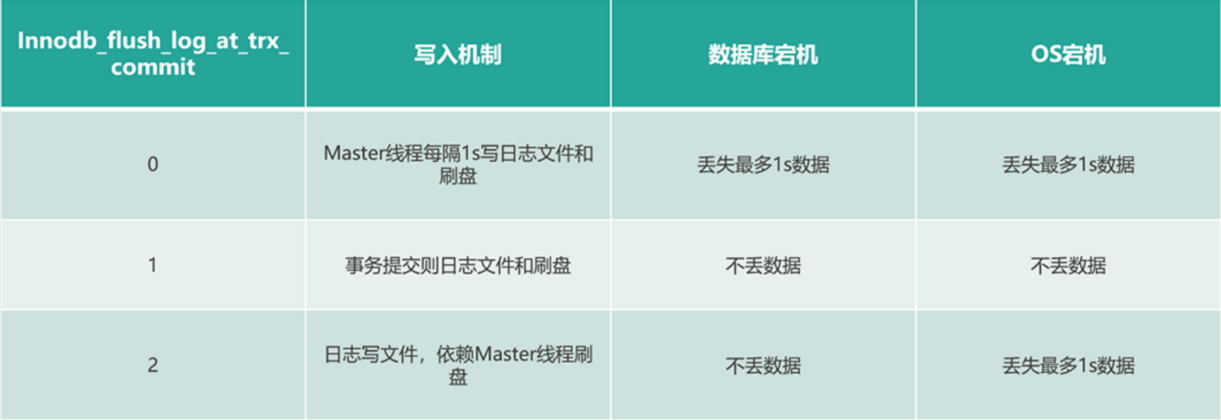 Innodb_flush_log_at_trx_
commit
写入机制
数据库宕机
OS宕机
0
Master线程每隔1s写日志文件和
刷盘
丢失最多1s数据
丢失最多1s数据
1
事务提交则日志文件和刷盘
不丢数据
不丢数据
2
日志写文件，依赖Master线程刷
盘
不丢数据
丢失最多1s数据